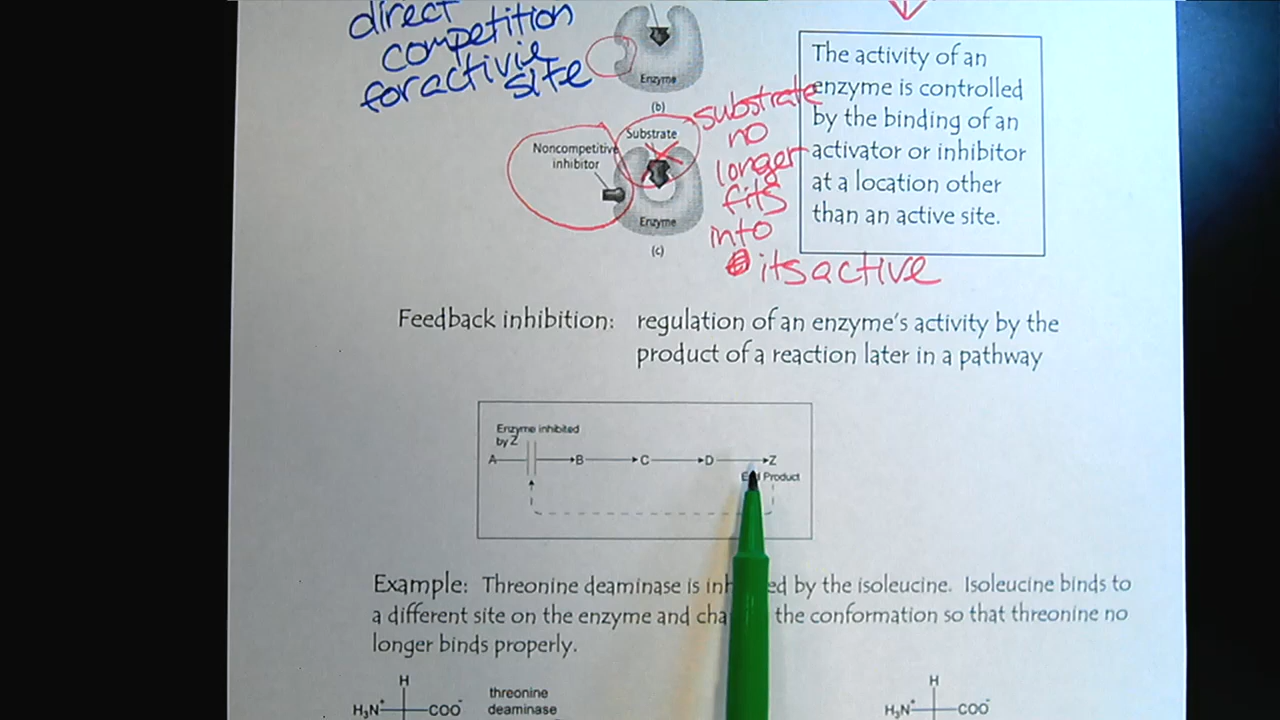 direct
competition
for activie
site
Enzyme
(b)
Substrate
Noncompetitive
inhibitor
Enzyme
(c)
substrate
no
longer
fits
into
its active
The activity of an
enzyme is controlled
by the binding of an
activator or inhibitor
at a location other
than an active site.
Feedback inhibition: regulation of an enzyme's activity by the
product of a reaction later in a pathway
Enzyme inhibited
by Z
A B C D Z
Product
Example: Threonine deaminase is by the isoleucine. Isoleucine binds to
a different site on the enzyme and the conformation so that threonine no
longer binds properly.
H
threonine
H₃N⁺ COO⁻ deaminase
H
H₃N⁺ COO⁻